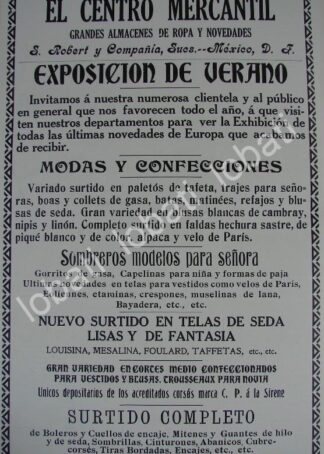 EL CENTRO MERCANTIL
GRANDES ALMACENES DE ROPA Y NOVEDADES
S. Robert y Compañía, Sucs.--México, D. F.
EXPOSICION DE VERANO
Invitamos á nuestra numerosa clientela y al público
en general que nos favorecen todo el año, á que visi-
ten nuestros departamentos para ver la Exhibición de
todas las últimas novedades de Europa que acabamos
de recibir.
MODAS Y CONFECCIONES
Variado surtido en paletós de tafeta, trajes para seño-
ras, boas y collets de gasa, batas, matinées, refajos y blu-
sas de seda. Gran variedad en blusas blancas de cambray,
nipis y linón. Completo surtido en faldas hechura sastre, de
piqué blanco y de color, alpaca y velo de París.
Sombreros modelos para señora
Gorritos de gasa, Capelinas para niña y formas de paja
Ultimas novedades en telas para vestidos como velos de París,
Eolinnes, etaminas, crespones, muselinas de lana,
Bayadera, etc., etc.
NUEVO SURTIDO EN TELAS DE SEDA
LISAS Y DE FANTASIA
LOUISINA, MESALINA, FOULARD, TAFFETAS, etc., etc.
GRAN VARIEDAD EN CORTES MEDIO CONFECCIONADOS
PARA VESTIDOS Y BLUSAS. TROUSSEAUX PARA NOVIA
Unicos depositarios de los acreditados corsés marca C. P. á la Sirene
SURTIDO COMPLETO
de Boleros y Cuellos de encaje, Mitenes y Guantes de hilo
y de seda, Sombrillas, Cinturones, Abanicos, Cubre-
corsés, Tiras Bordadas, Encajes, etc., etc.
lobali lobali lobali